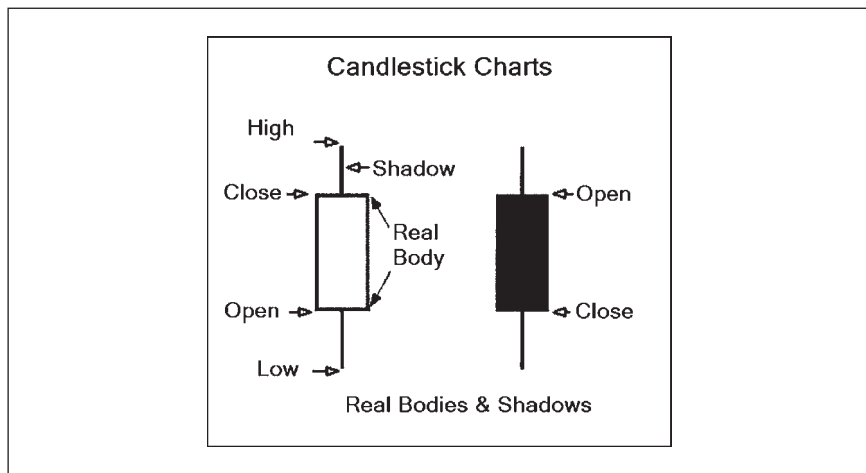 Candlestick Charts
High
Shadow
Close
Open
Real
Body
Open
Close
Low
Real Bodies & Shadows